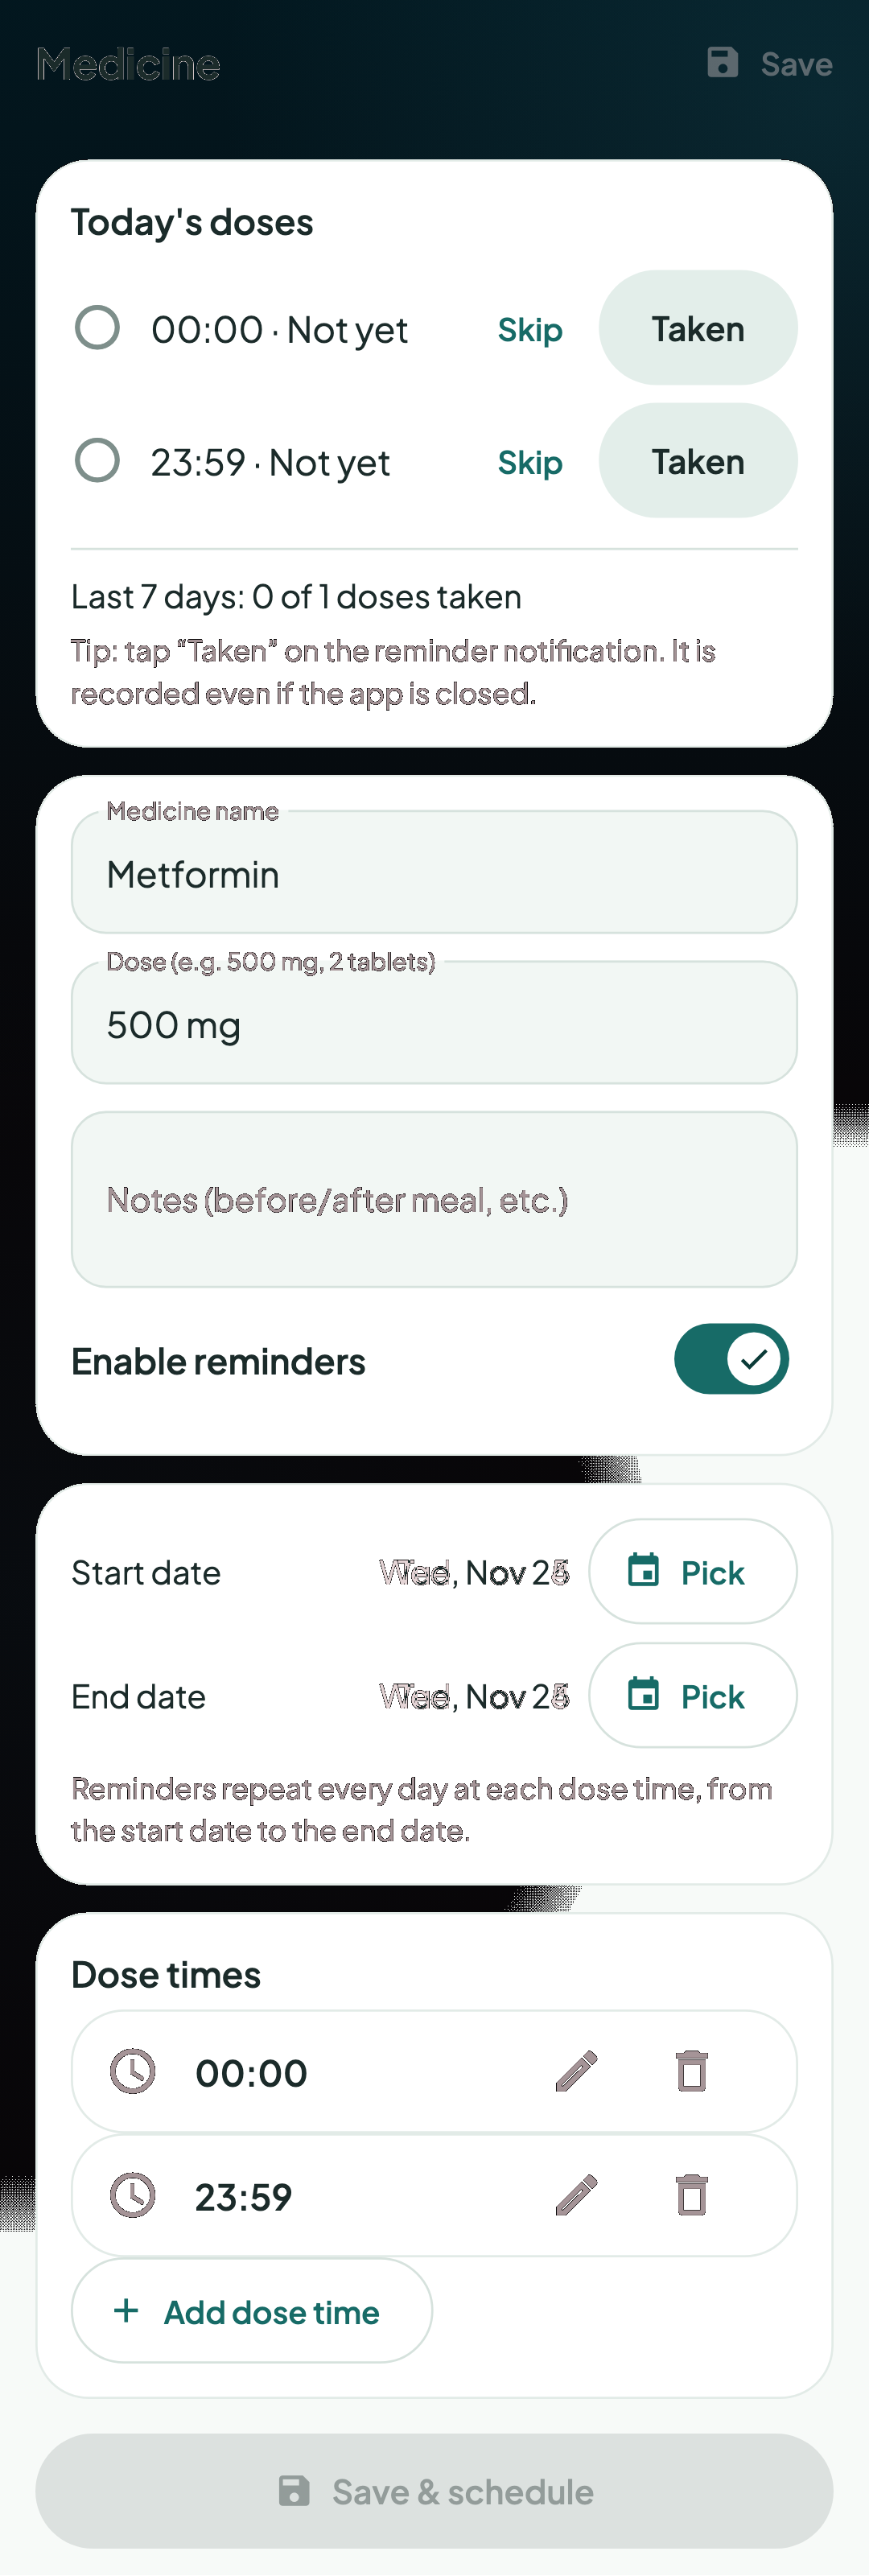 Medicine
Save
Today's doses
00:00 · Not yet
Skip
Taken
23:59 · Not yet
Skip
Taken
Last 7 days: 0 of 1 doses taken
Tip: tap “Taken” on the reminder notification. It is
recorded even if the app is closed.
Medicine name
Metformin
Dose (e.g. 500 mg, 2 tablets)
500 mg
Notes (before/after meal, etc.)
Enable reminders
Start date
Nov
Pick
End date
Nov
Pick
Reminders repeat every day at each dose time, from
the start date to the end date.
Dose times
00:00
23:59
Add dose time
Save & schedule